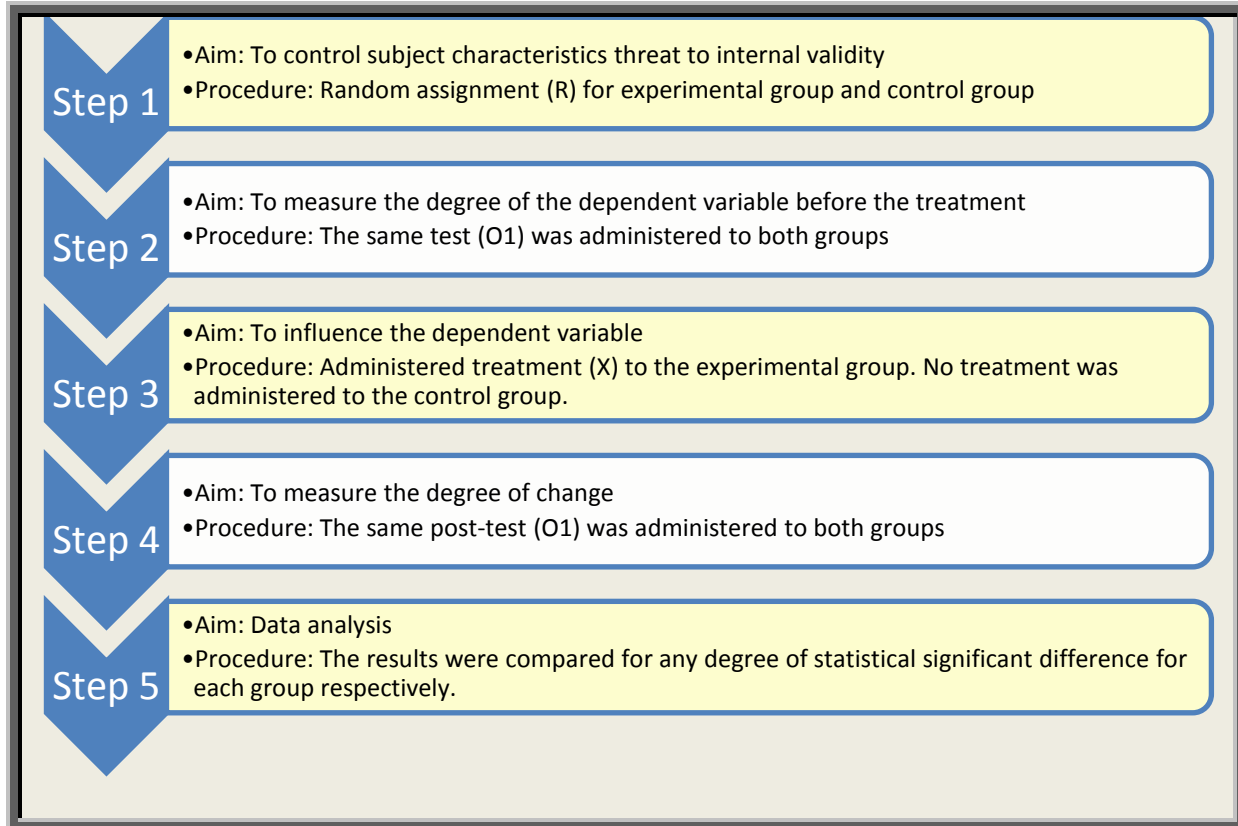 Step 1
•Aim: To control subject characteristics threat to internal validity
•Procedure: Random assignment (R) for experimental group and control group
Step 2
•Aim: To measure the degree of the dependent variable before the treatment
•Procedure: The same test (O1) was administered to both groups
Step 3
•Aim: To influence the dependent variable
•Procedure: Administered treatment (X) to the experimental group. No treatment was
administered to the control group.
Step 4
•Aim: To measure the degree of change
•Procedure: The same post-test (O1) was administered to both groups
Step 5
•Aim: Data analysis
•Procedure: The results were compared for any degree of statistical significant difference for
each group respectively.